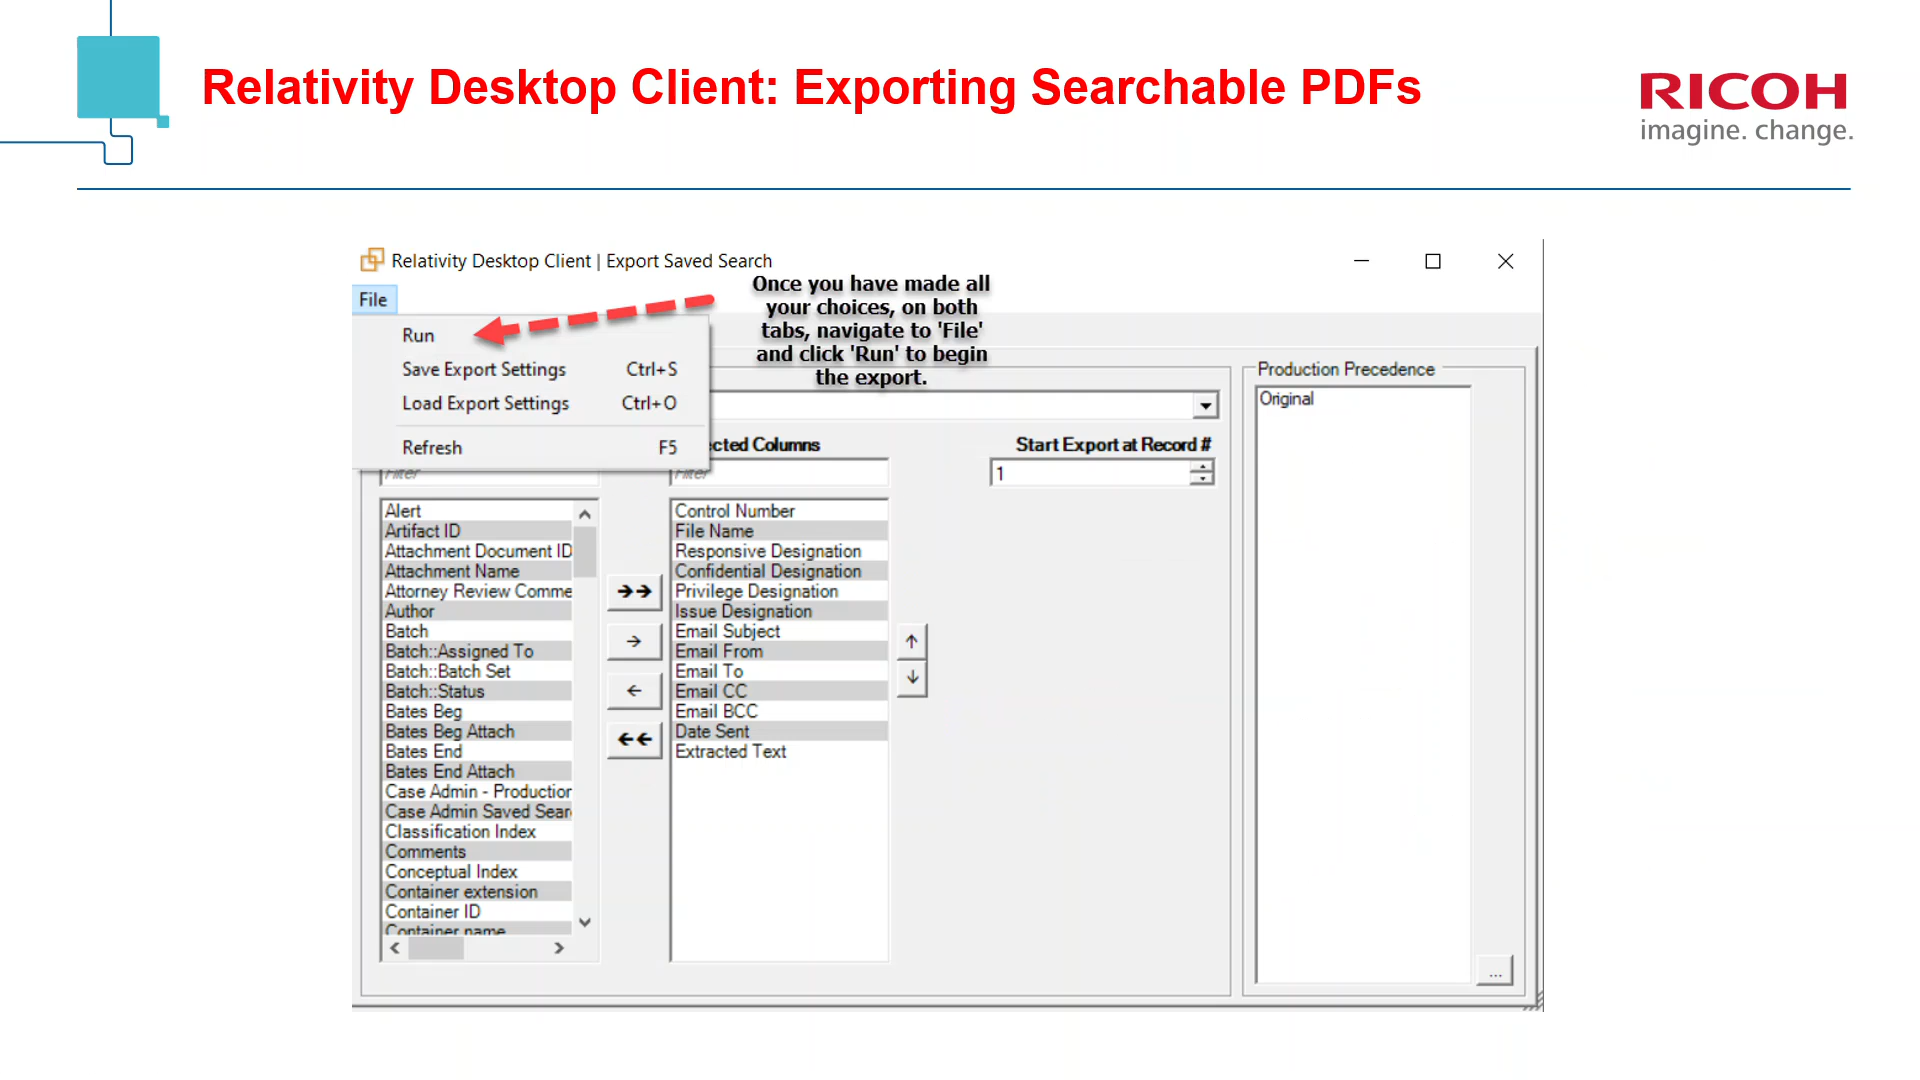 Relativity Desktop Client: Exporting Searchable PDFs
RICOH
imagine. change.
Relativity Desktop Client | Export Saved Search
Once you have made all
your choices, on both
tabs, navigate to 'File'
and click 'Run' to begin
the export.
File
Run
Save Export Settings Ctrl+S
Load Export Settings Ctrl+O
Refresh F5
Production Precedence
Original
Start Export at Record #
1
Columns
Filter
Filter
Alert
Artifact ID
Attachment Document ID
Attachment Name
Attorney Review Comme
Author
Batch
Batch::Assigned To
Batch::Batch Set
Batch::Status
Bates Beg
Bates Beg Attach
Bates End
Bates End Attach
Case Admin - Production
Case Admin Saved Sear
Classification Index
Comments
Conceptual Index
Container extension
Container ID
Container name
Control Number
File Name
Responsive Designation
Confidential Designation
Privilege Designation
Issue Designation
Email Subject
Email From
Email To
Email CC
Email BCC
Date Sent
Extracted Text
...